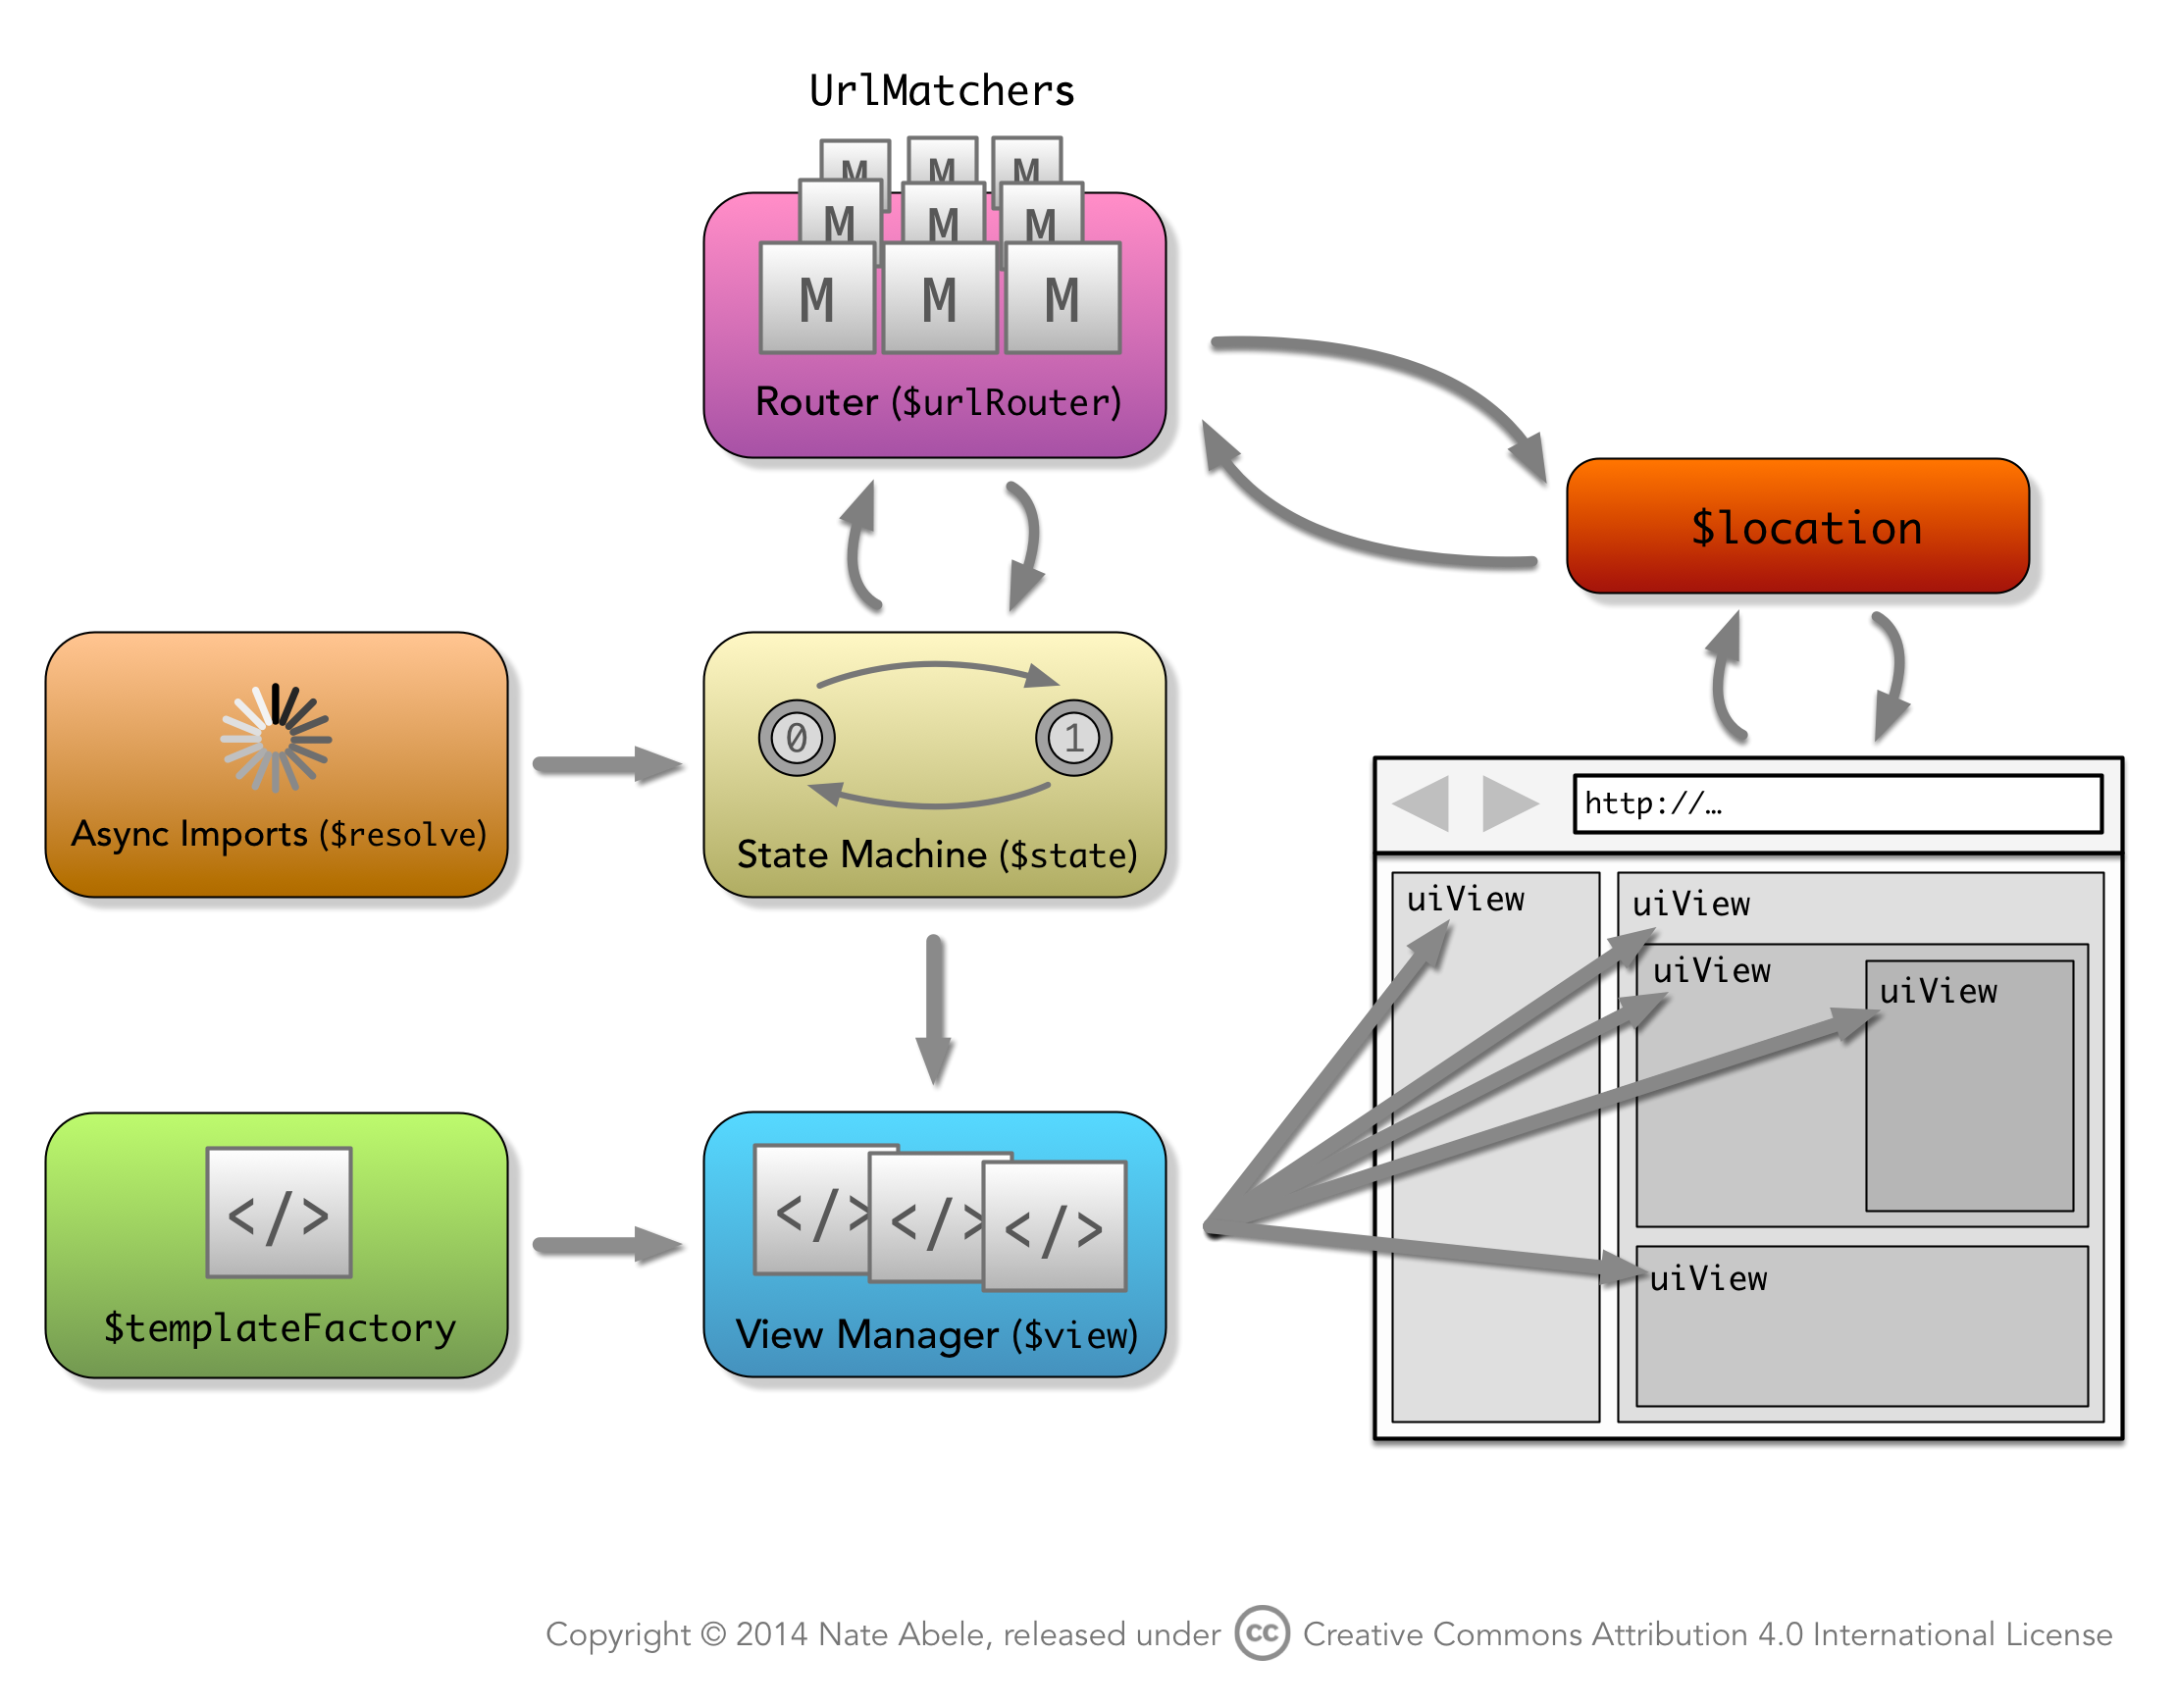 UrlMatchers
M M M
M M M
M M M
Router ($urlRouter)
$location
0 1
Async Imports ($resolve)
State Machine ($state)
http://…
uiView
uiView
uiView
uiView
uiView
</>
$templateFactory
</> </> </>
View Manager ($view)
Copyright © 2014 Nate Abele, released under cc Creative Commons Attribution 4.0 International License